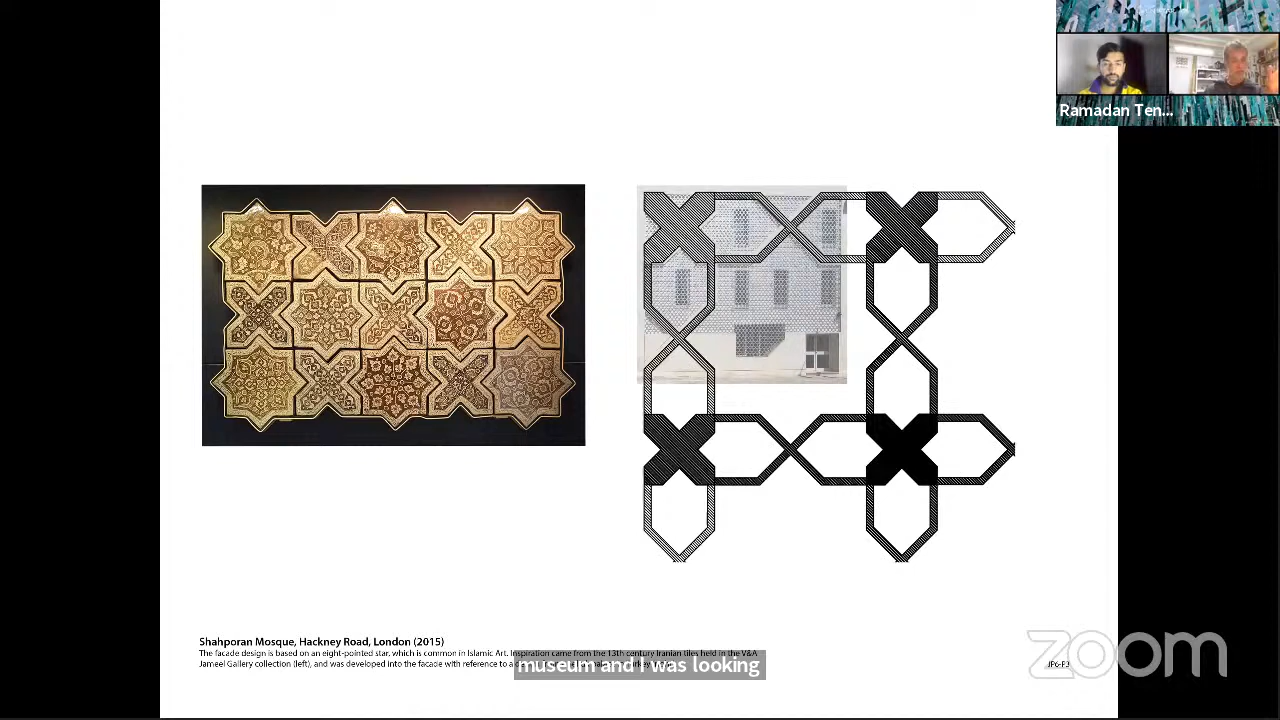 Ramadan Ten...
Shahporan Mosque, Hackney Road, London (2015)
The facade design is based on an eight-pointed star, which is common in Islamic Art. Inspiration came from the 13th century Iranian tiles held in the V&A
Jameel Gallery collection (left), and was developed into the facade with reference to a
museum and I was looking
JP6-P3
zoom